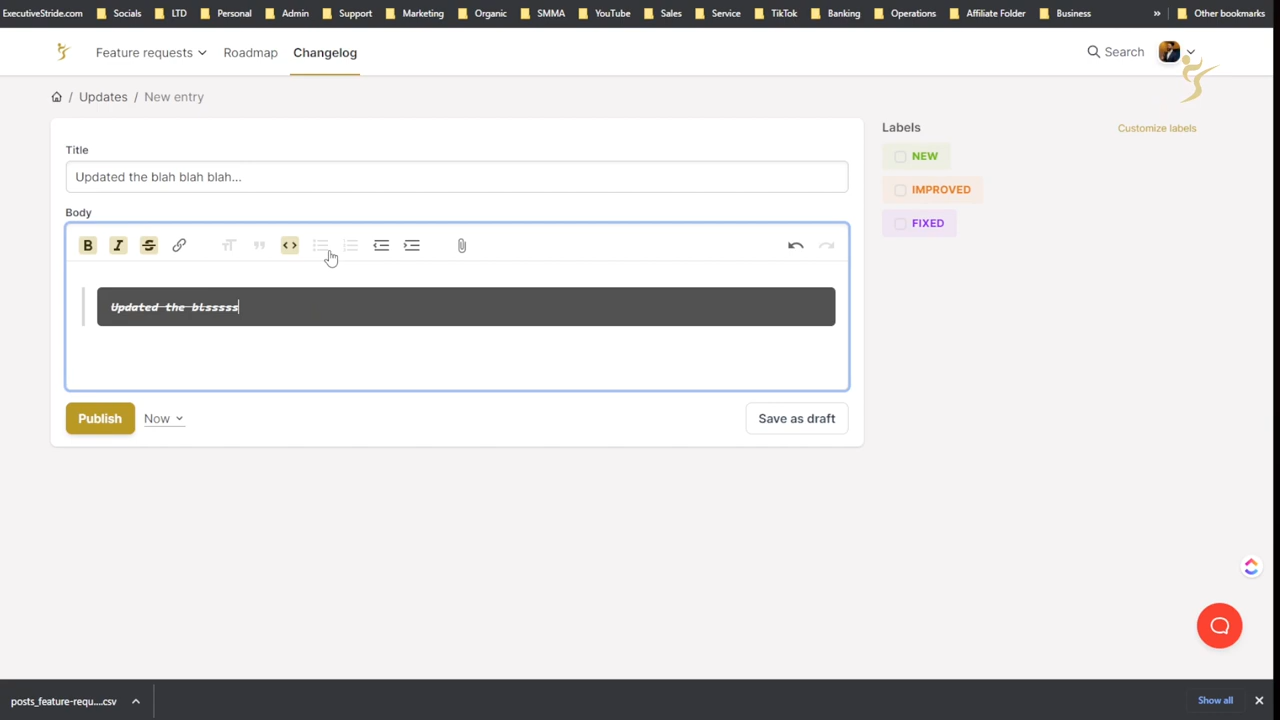 ExecutiveStride.com Socials LTD Personal Admin Support Marketing Organic SMMA YouTube Sales Service TikTok Banking Operations Affiliate Folder Business » Other bookmarks
Feature requests Roadmap Changelog Search
/ Updates / New entry
Title
Updated the blah blah blah...
Body
B I S
Updated the blsssss
Publish Now Save as draft
Labels Customize labels
NEW
IMPROVED
FIXED
posts_feature-requ....csv Show all